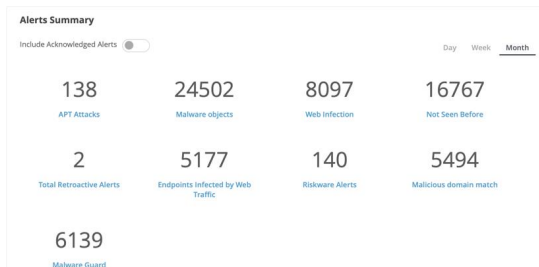 Alerts Summary
Include Acknowledged Alerts
Day Week Month
138 24502 8097 16767
APT Attacks Malware objects Web Infection Not Seen Before
2 5177 140 5494
Total Retroactive Alerts Endpoints Infected by Web Riskware Alerts Malicious domain match
Traffic
6139
Malware Guard